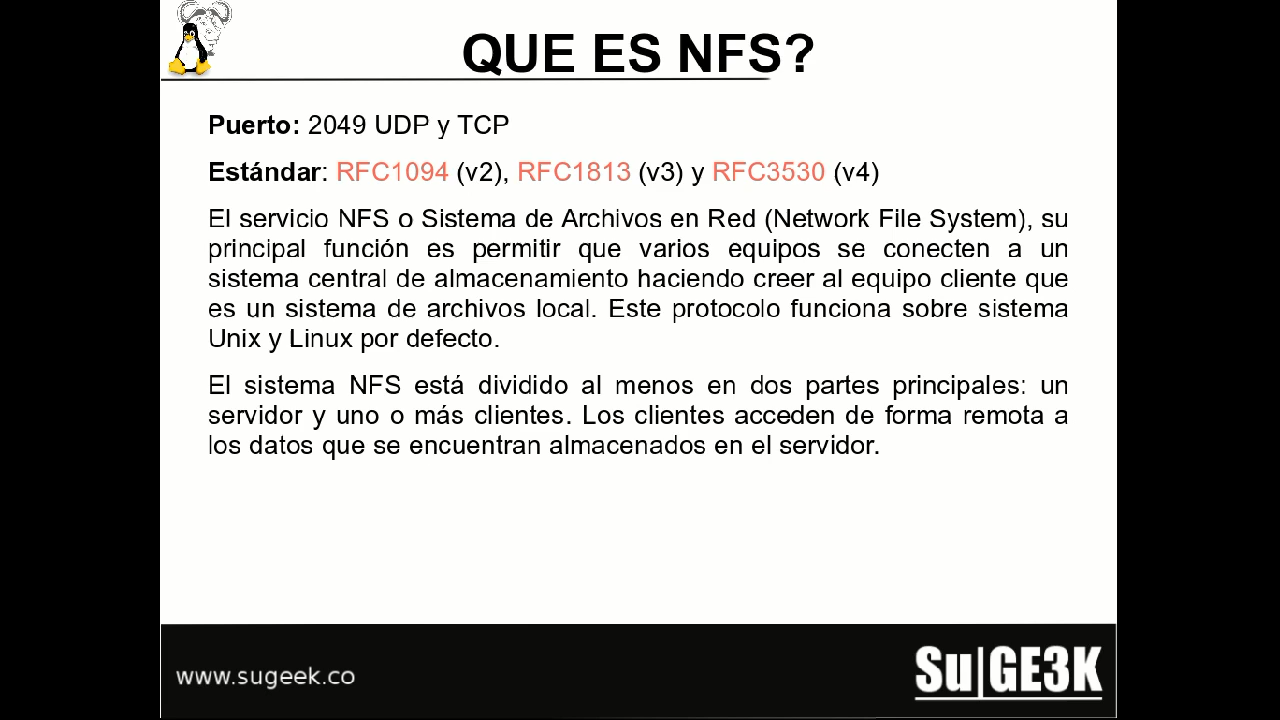 QUE ES NFS?
Puerto: 2049 UDP y TCP
Estándar: RFC1094 (v2), RFC1813 (v3) y RFC3530 (v4)
El servicio NFS o Sistema de Archivos en Red (Network File System), su
principal función es permitir que varios equipos se conecten a un
sistema central de almacenamiento haciendo creer al equipo cliente que
es un sistema de archivos local. Este protocolo funciona sobre sistema
Unix y Linux por defecto.
El sistema NFS está dividido al menos en dos partes principales: un
servidor y uno o más clientes. Los clientes acceden de forma remota a
los datos que se encuentran almacenados en el servidor.
www.sugeek.co
Su|GE3K